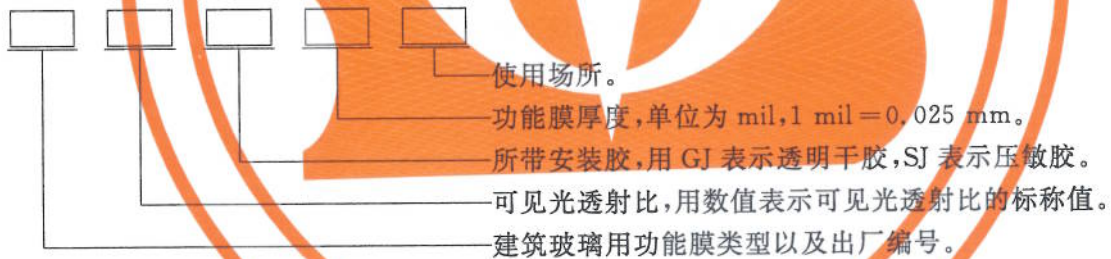 使用场所。
功能膜厚度,单位为 mil,1 mil=0.025 mm。
所带安装胶,用 GJ 表示透明干胶,SJ 表示压敏胶。
可见光透射比,用数值表示可见光透射比的标称值。
建筑玻璃用功能膜类型以及出厂编号。